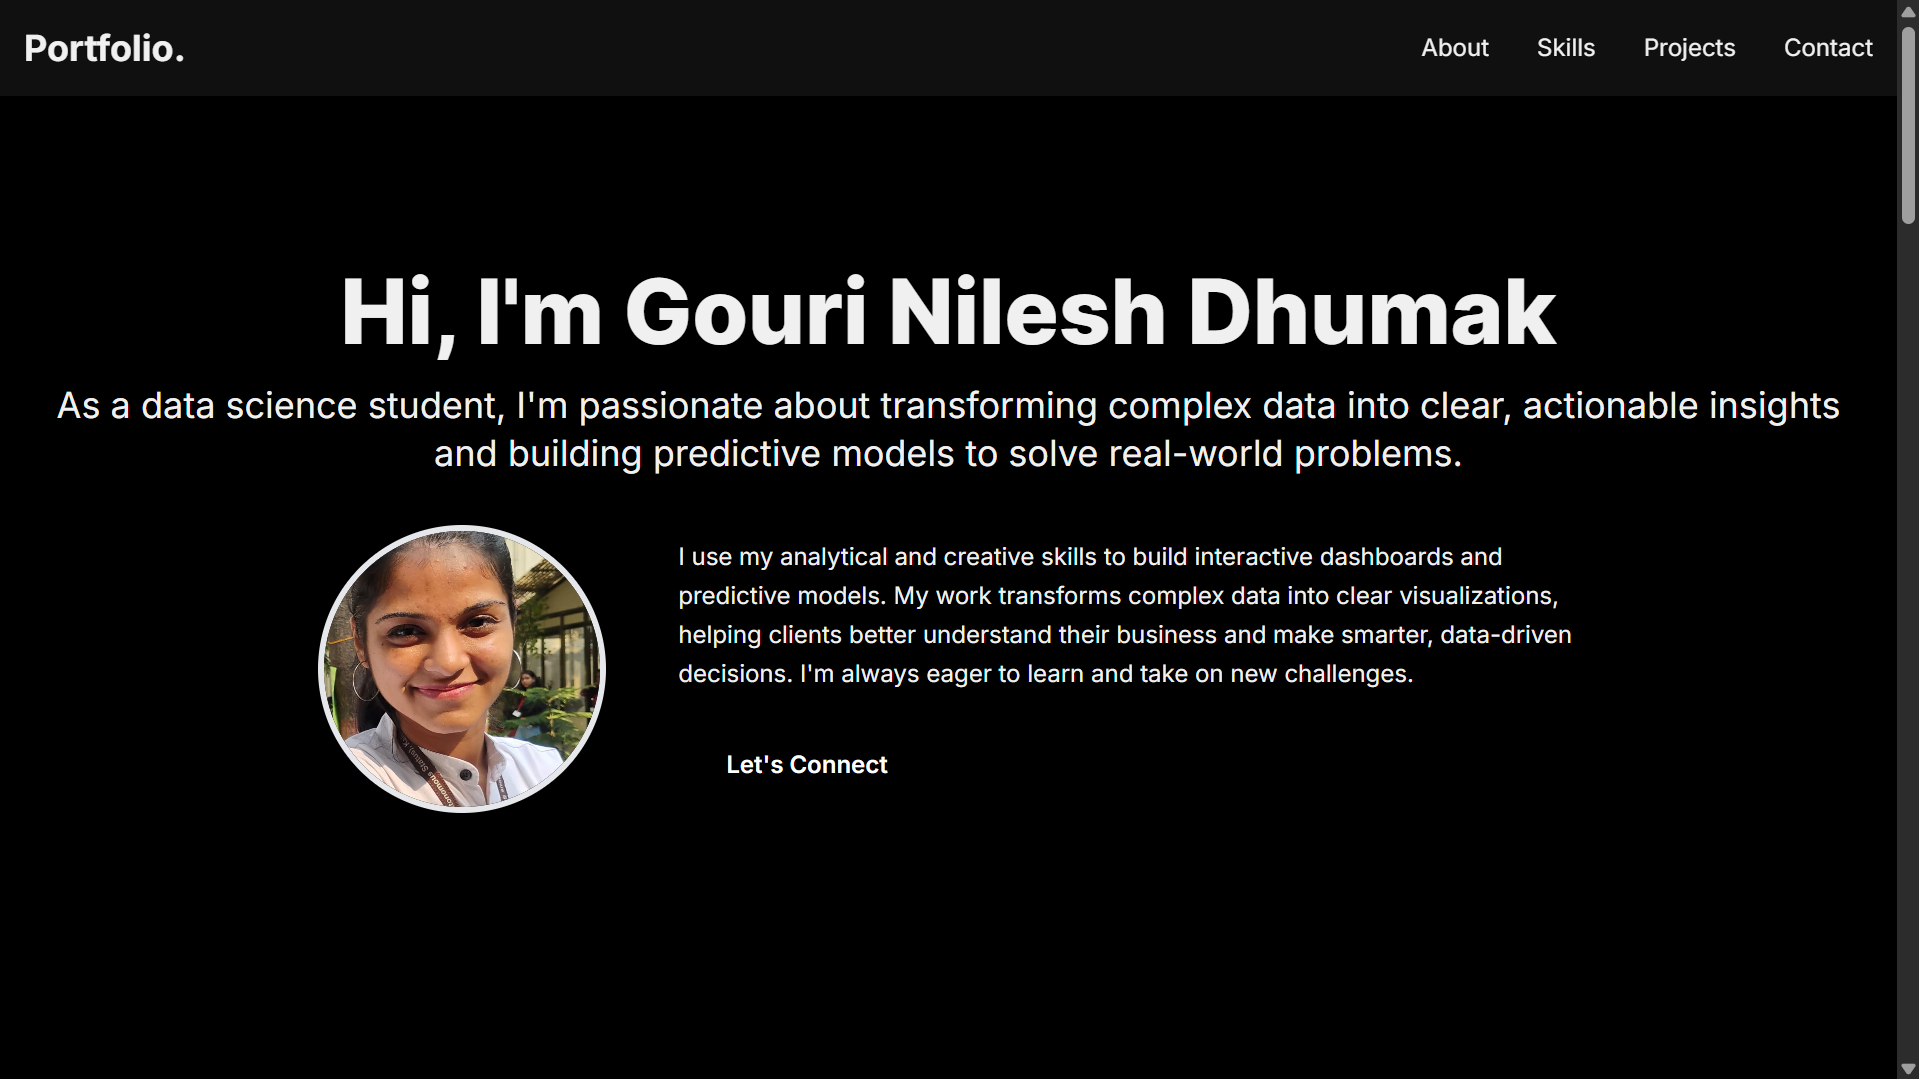 Portfolio.
About
Skills
Projects
Contact
Hi, I'm Gouri Nilesh Dhumak
As a data science student, I'm passionate about transforming complex data into clear, actionable insights
and building predictive models to solve real-world problems.
I use my analytical and creative skills to build interactive dashboards and
predictive models. My work transforms complex data into clear visualizations,
helping clients better understand their business and make smarter, data-driven
decisions. I'm always eager to learn and take on new challenges.
Let's Connect